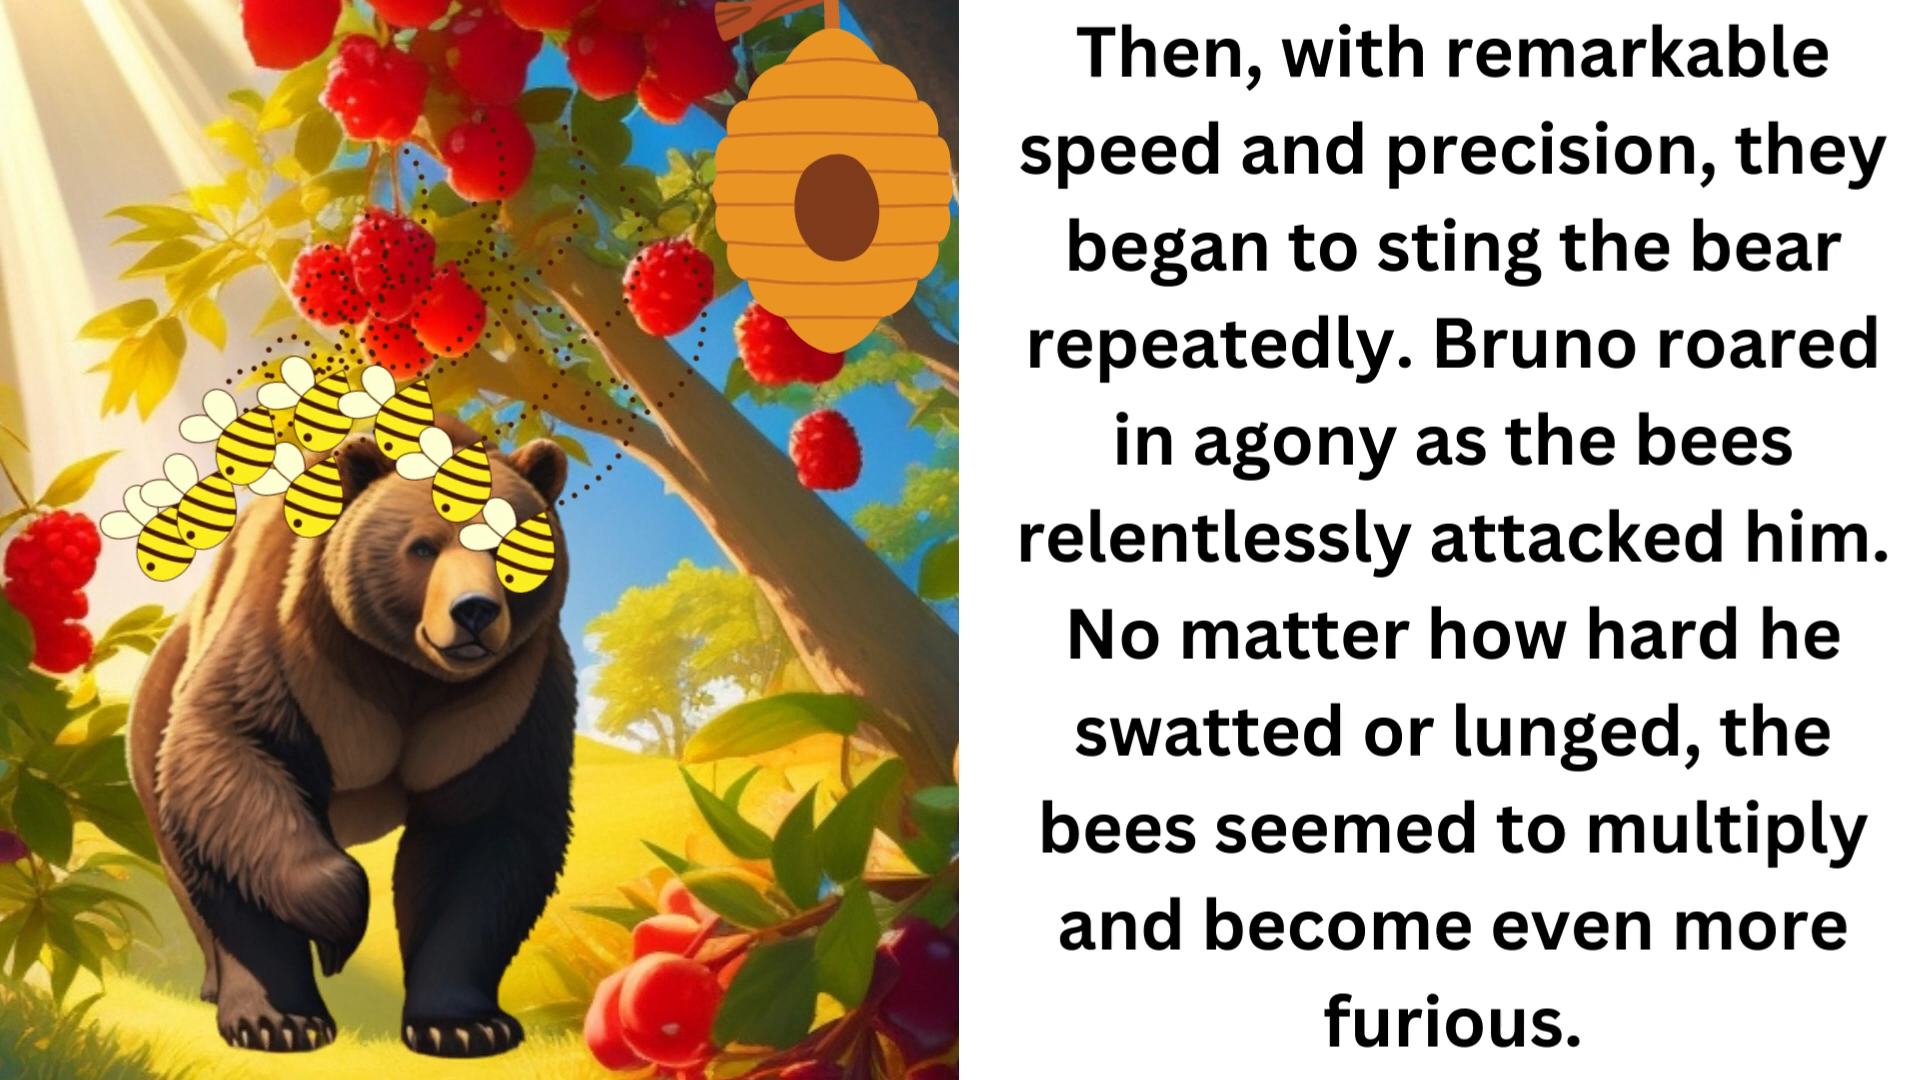 Then, with remarkable
speed and precision, they
began to sting the bear
repeatedly. Bruno roared
in agony as the bees
relentlessly attacked him.
No matter how hard he
swatted or lunged, the
bees seemed to multiply
and become even more
furious.